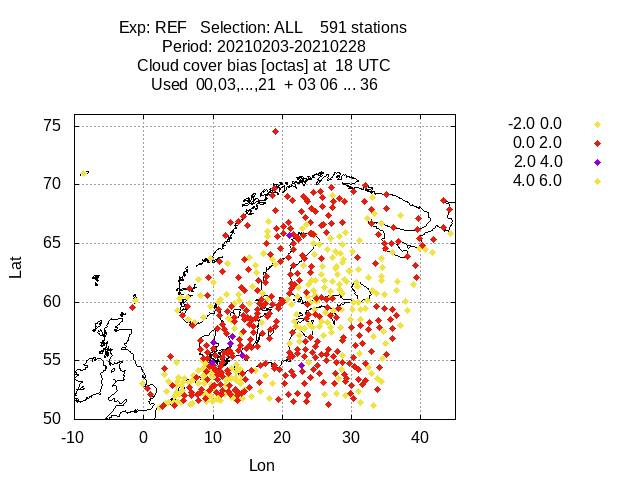 Exp: REF   Selection: ALL    591 stations
Period: 20210203-20210228
Cloud cover bias [octas] at  18 UTC
Used  00,03,...,21  + 03 06 ... 36
-2.0 0.0
0.0 2.0
2.0 4.0
4.0 6.0
75
70
65
60
55
50
Lat
-10 0 10 20 30 40
Lon